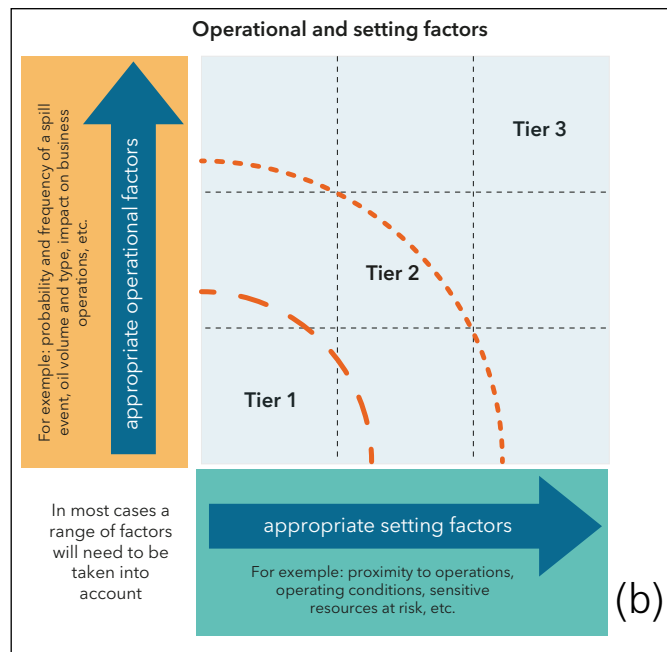 Operational and setting factors
For exemple: probability and frequency of a spill
event, oil volume and type, impact on business
operations, etc.
appropriate operational factors
Tier 3
Tier 2
Tier 1
In most cases a
range of factors
will need to be
taken into
account
appropriate setting factors
For exemple: proximity to operations,
operating conditions, sensitive
resources at risk, etc.
(b)